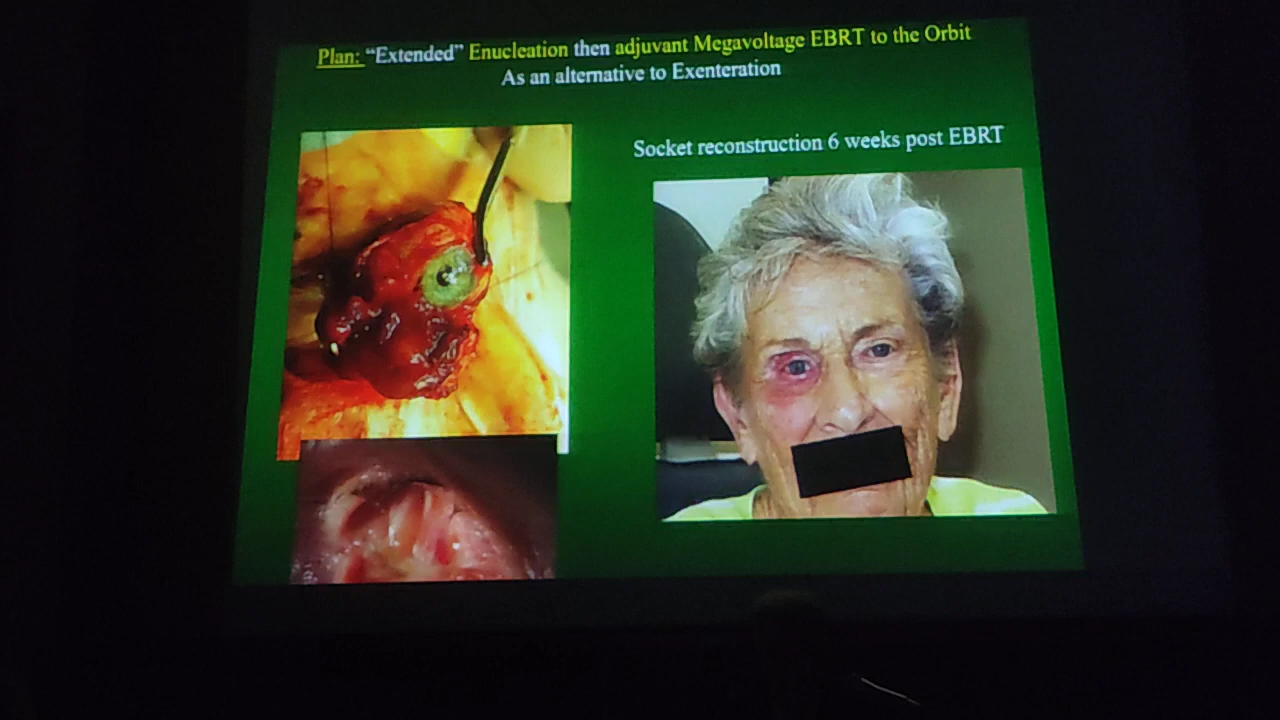 Plan: “Extended” Enucleation then adjuvant Megavoltage EBRT to the Orbit
As an alternative to Exenteration
Socket reconstruction 6 weeks post EBRT